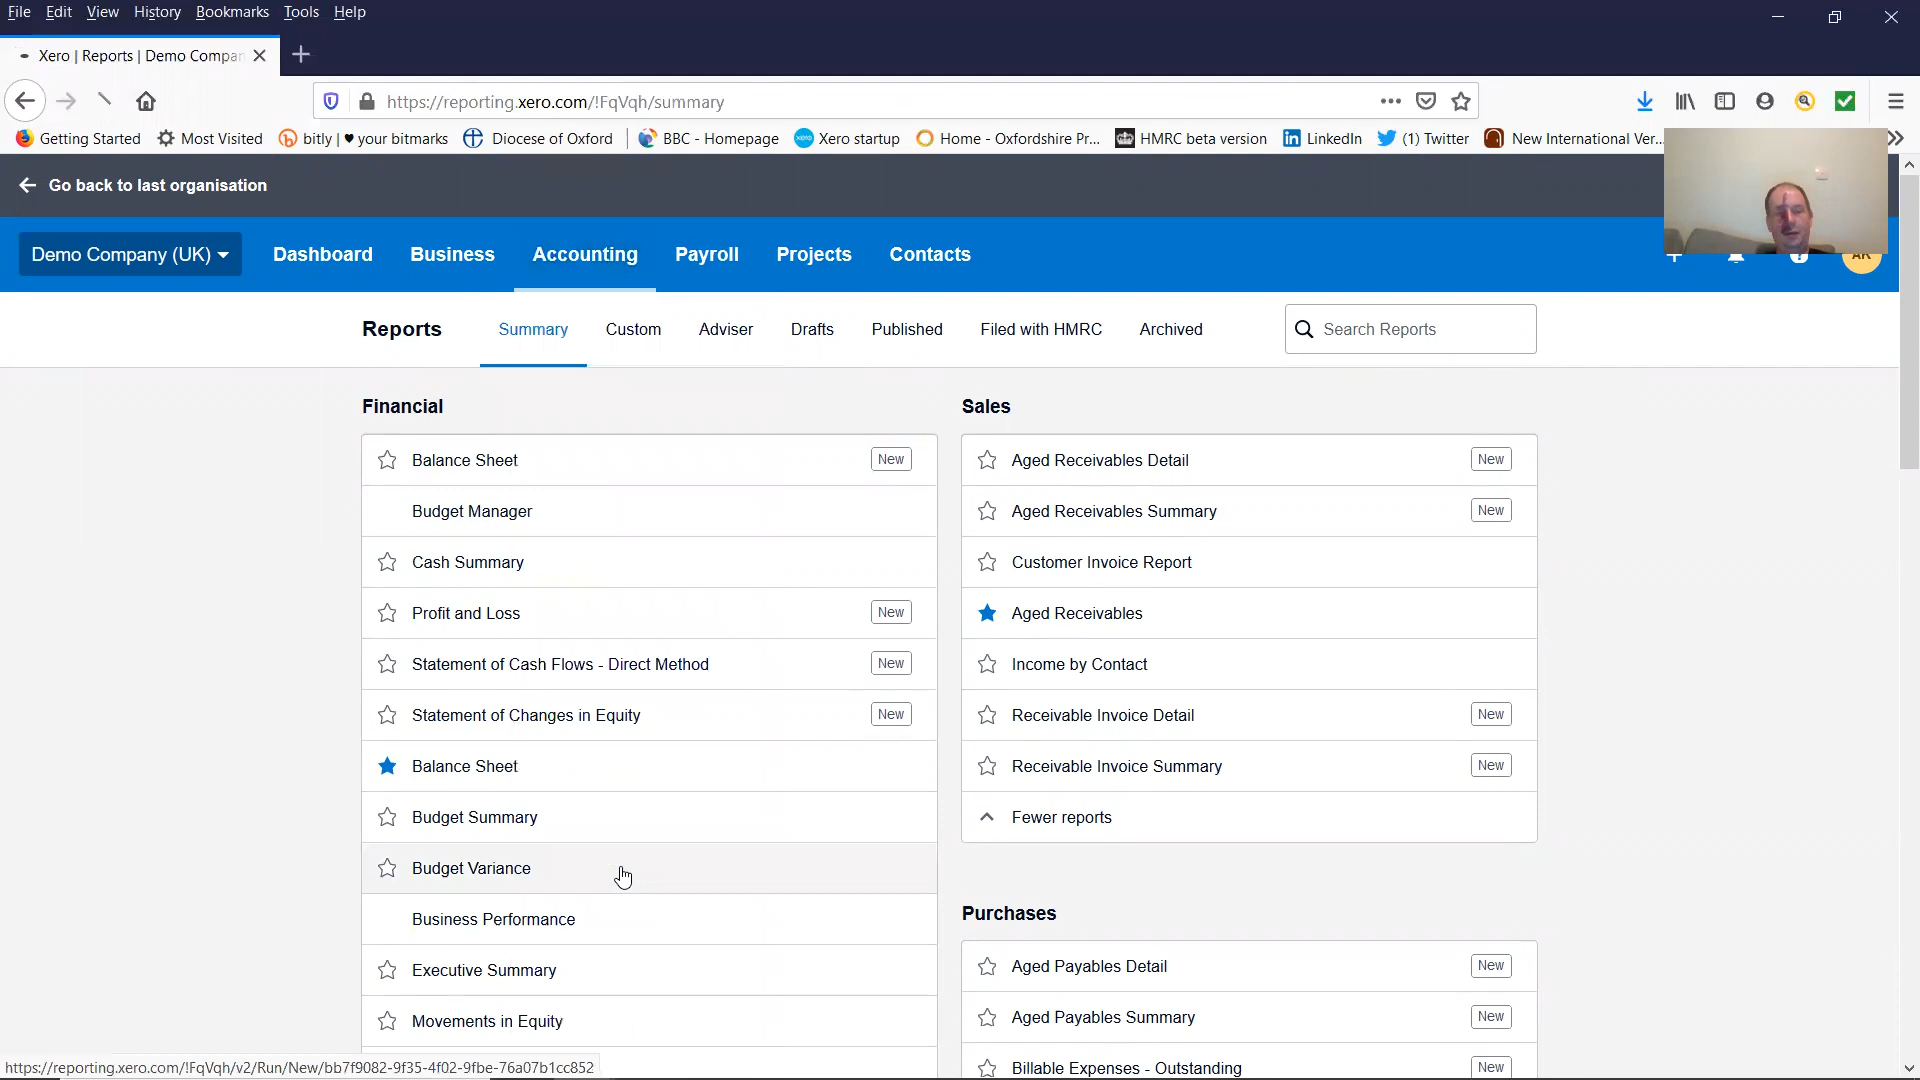 File Edit View History Bookmarks Tools Help
Xero | Reports | Demo Compan
https://reporting.xero.com/!FqVqh/summary
Getting Started Most Visited bitly | ♥ your bitmarks Diocese of Oxford BBC - Homepage Xero startup Home - Oxfordshire Pr... HMRC beta version LinkedIn (1) Twitter New International Ver...
Go back to last organisation
Demo Company (UK) Dashboard Business Accounting Payroll Projects Contacts
AK
Reports Summary Custom Adviser Drafts Published Filed with HMRC Archived Search Reports
Financial
Balance Sheet New
Budget Manager
Cash Summary
Profit and Loss New
Statement of Cash Flows - Direct Method New
Statement of Changes in Equity New
Balance Sheet
Budget Summary
Budget Variance
Business Performance
Executive Summary
Movements in Equity
Sales
Aged Receivables Detail New
Aged Receivables Summary New
Customer Invoice Report
Aged Receivables
Income by Contact
Receivable Invoice Detail New
Receivable Invoice Summary New
Fewer reports
Purchases
Aged Payables Detail New
Aged Payables Summary New
Billable Expenses - Outstanding New
https://reporting.xero.com/!FqVqh/v2/Run/New/bb7f9082-9f35-4f02-9fbe-76a07b1cc852